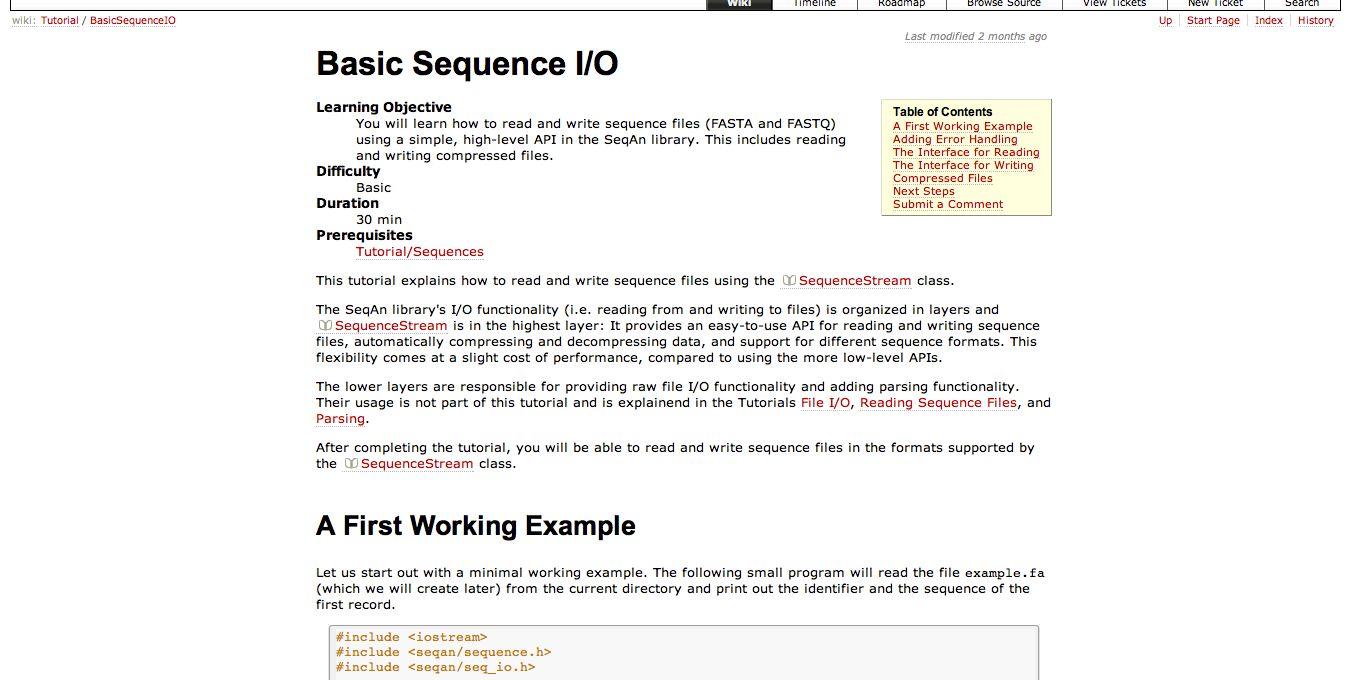 Wiki Timeline Roadmap Browse Source View Tickets New Ticket Search
wiki: Tutorial / BasicSequenceIO
Up Start Page Index History
Last modified 2 months ago
Basic Sequence I/O
Learning Objective
You will learn how to read and write sequence files (FASTA and FASTQ)
using a simple, high-level API in the SeqAn library. This includes reading
and writing compressed files.
Difficulty
Basic
Duration
30 min
Prerequisites
Tutorial/Sequences
Table of Contents
A First Working Example
Adding Error Handling
The Interface for Reading
The Interface for Writing
Compressed Files
Next Steps
Submit a Comment
This tutorial explains how to read and write sequence files using the SequenceStream class.
The SeqAn library's I/O functionality (i.e. reading from and writing to files) is organized in layers and
SequenceStream is in the highest layer: It provides an easy-to-use API for reading and writing sequence
files, automatically compressing and decompressing data, and support for different sequence formats. This
flexibility comes at a slight cost of performance, compared to using the more low-level APIs.
The lower layers are responsible for providing raw file I/O functionality and adding parsing functionality.
Their usage is not part of this tutorial and is explainend in the Tutorials File I/O, Reading Sequence Files, and
Parsing.
After completing the tutorial, you will be able to read and write sequence files in the formats supported by
the SequenceStream class.
A First Working Example
Let us start out with a minimal working example. The following small program will read the file example.fa
(which we will create later) from the current directory and print out the identifier and the sequence of the
first record.
#include <iostream>
#include <seqan/sequence.h>
#include <seqan/seq_io.h>